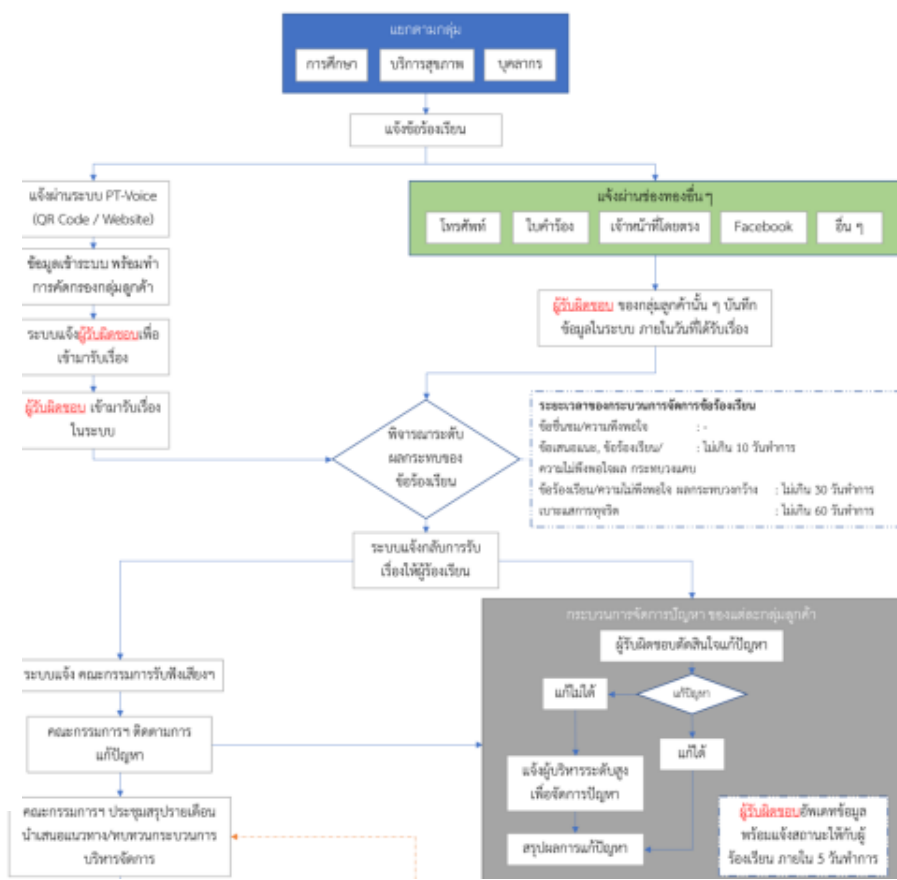 แยกตามกลุ่ม
การศึกษา
บริการสุขภาพ
บุคลากร
แจ้งข้อร้องเรียน
แจ้งผ่านระบบ PT-Voice
(QR Code / Website)
แจ้งผ่านช่องทางอื่นๆ
โทรศัพท์
ใบคำร้อง
เจ้าหน้าที่โดยตรง
Facebook
อื่น ๆ
ข้อมูลเข้าระบบ พร้อมทำ
การคัดกรองกลุ่มลูกค้า
ผู้รับผิดชอบ ของกลุ่มลูกค้านั้น ๆ บันทึก
ข้อมูลในระบบ ภายในวันที่ได้รับเรื่อง
ระบบแจ้งผู้รับผิดชอบเพื่อ
เข้ามารับเรื่อง
ผู้รับผิดชอบ เข้ามารับเรื่อง
ในระบบ
พิจารณาระดับ
ผลกระทบของ
ข้อร้องเรียน
ระยะเวลาของกระบวนการจัดการข้อร้องเรียน
ข้อชื่นชม/ความพึงพอใจ : -
ข้อเสนอแนะ, ข้อร้องเรียน/ : ไม่เกิน 10 วันทำการ
ความไม่พึงพอใจผล กระทบวงแคบ
ข้อร้องเรียน/ความไม่พึงพอใจ ผลกระทบวงกว้าง : ไม่เกิน 30 วันทำการ
เบาะแสการทุจริต : ไม่เกิน 60 วันทำการ
ระบบแจ้งกลับการรับ
เรื่องให้ผู้ร้องเรียน
ระบบแจ้ง คณะกรรมการรับฟังเสียงฯ
คณะกรรมการฯ ติดตามการ
แก้ปัญหา
คณะกรรมการฯ ประชุมสรุปรายเดือน
นำเสนอแนวทาง/ทบทวนกระบวนการ
บริหารจัดการ
กระบวนการจัดการปัญหา ของแต่ละกลุ่มลูกค้า
ผู้รับผิดชอบตัดสินใจแก้ปัญหา
แก้ปัญหา
แก้ไม่ได้
แก้ได้
แจ้งผู้บริหารระดับสูง
เพื่อจัดการปัญหา
สรุปผลการแก้ปัญหา
ผู้รับผิดชอบอัพเดทข้อมูล
พร้อมแจ้งสถานะให้กับผู้
ร้องเรียน ภายใน 5 วันทำการ